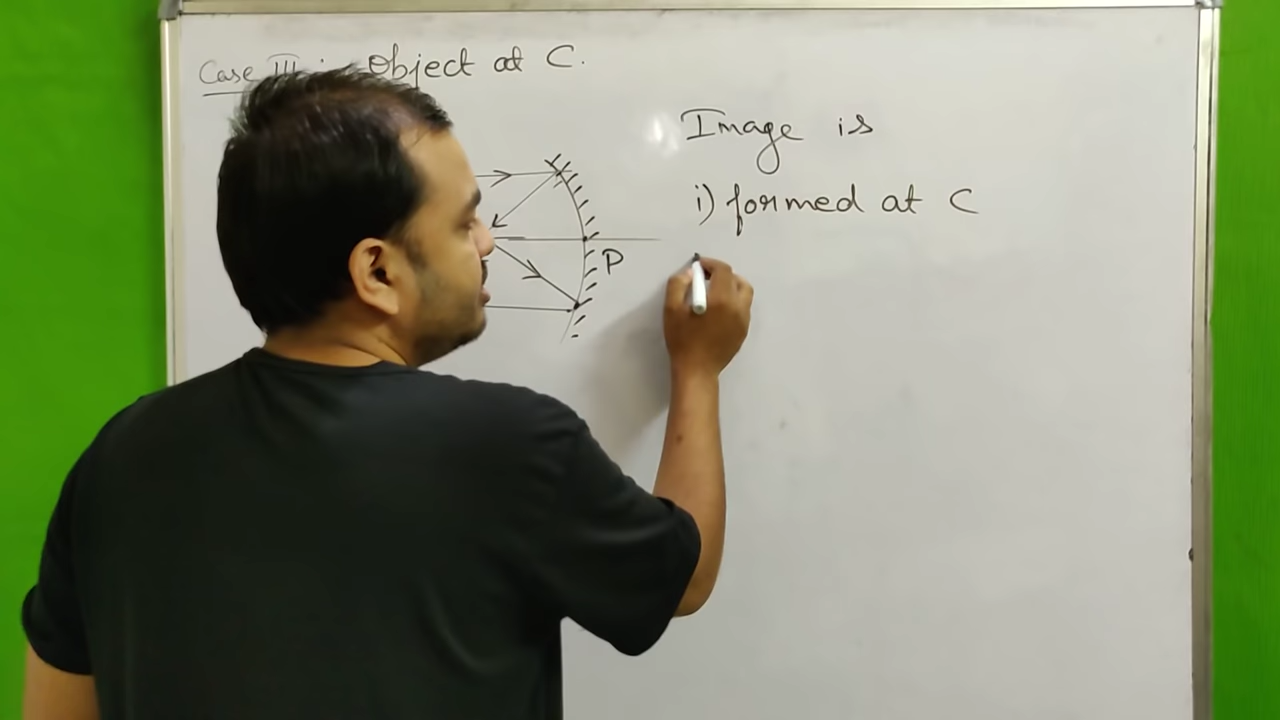 Case III :- Object at C.
Image is
i) formed at C
P